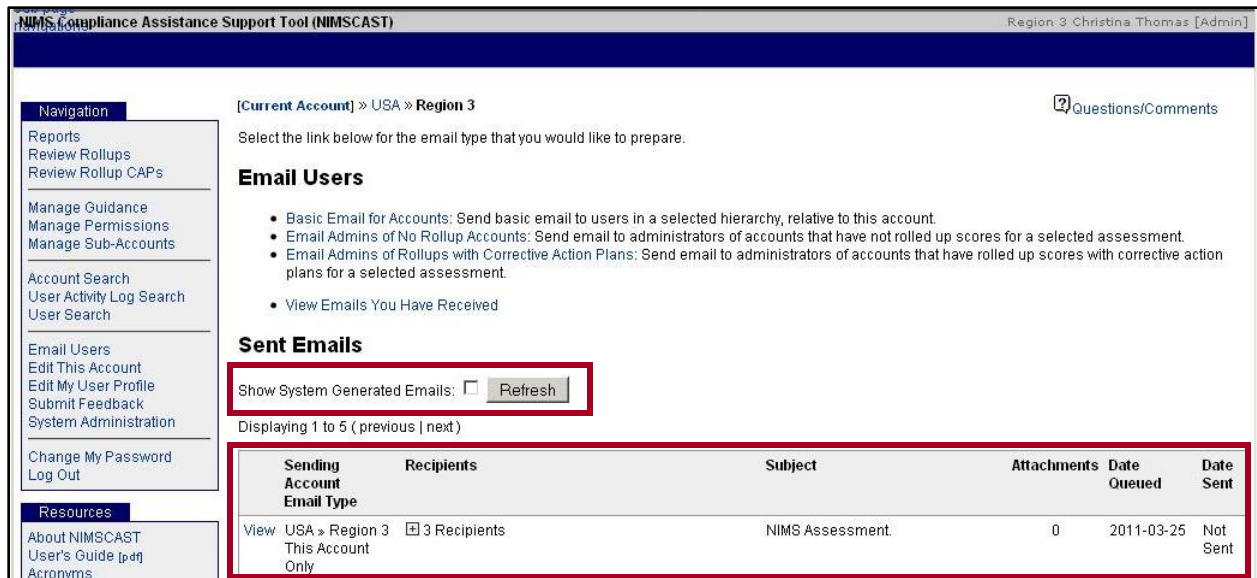 sub page
navigations
NIMS Compliance Assistance Support Tool (NIMSCAST)
Region 3 Christina Thomas [Admin]
Navigation
Reports
Review Rollups
Review Rollup CAPs
Manage Guidance
Manage Permissions
Manage Sub-Accounts
Account Search
User Activity Log Search
User Search
Email Users
Edit This Account
Edit My User Profile
Submit Feedback
System Administration
Change My Password
Log Out
Resources
About NIMSCAST
User's Guide [pdf]
Acronyms
[Current Account] » USA » Region 3
? Questions/Comments
Select the link below for the email type that you would like to prepare.
Email Users
• Basic Email for Accounts: Send basic email to users in a selected hierarchy, relative to this account.
• Email Admins of No Rollup Accounts: Send email to administrators of accounts that have not rolled up scores for a selected assessment.
• Email Admins of Rollups with Corrective Action Plans: Send email to administrators of accounts that have rolled up scores with corrective action
plans for a selected assessment.
• View Emails You Have Received
Sent Emails
Show System Generated Emails: Refresh
Displaying 1 to 5 ( previous | next )
Sending Recipients Subject Attachments Date Date
Account Queued Sent
Email Type
View USA » Region 3 + 3 Recipients NIMS Assessment. 0 2011-03-25 Not
This Account Sent
Only